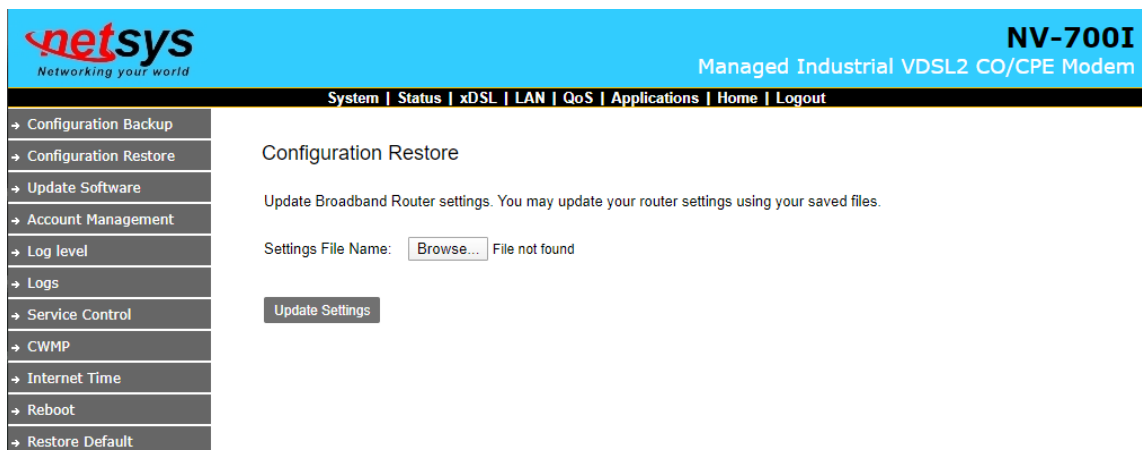 netsys
Networking your world
NV-700I
Managed Industrial VDSL2 CO/CPE Modem
System | Status | xDSL | LAN | QoS | Applications | Home | Logout
→ Configuration Backup
→ Configuration Restore
→ Update Software
→ Account Management
→ Log level
→ Logs
→ Service Control
→ CWMP
→ Internet Time
→ Reboot
→ Restore Default
Configuration Restore
Update Broadband Router settings. You may update your router settings using your saved files.
Settings File Name: Browse... File not found
Update Settings